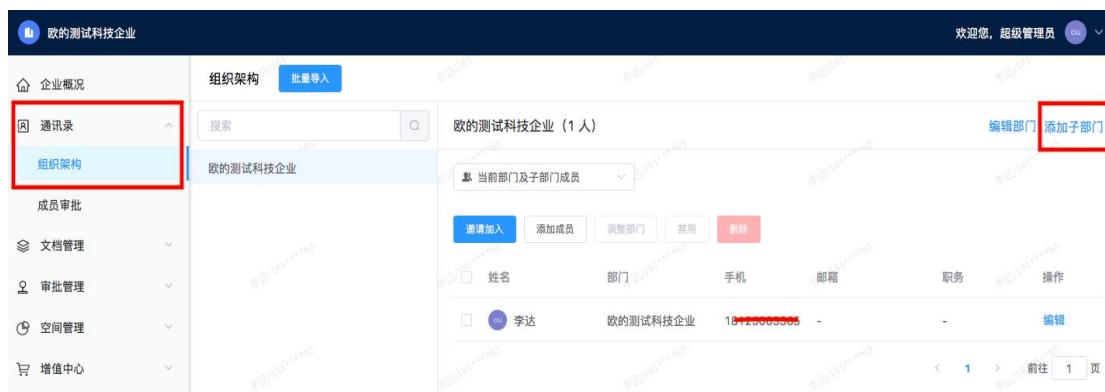 欧的测试科技企业
欢迎您，超级管理员 ou
企业概况
组织架构 批量导入
通讯录
搜索
欧的测试科技企业（1 人）
编辑部门 添加子部门
组织架构
欧的测试科技企业
当前部门及子部门成员
成员审批
邀请加入 添加成员 调整部门 禁用 删除
文档管理
姓名 部门 手机 邮箱 职务 操作
审批管理
空间管理
ou 李达 欧的测试科技企业 - - 编辑
增值中心
1 前往 1 页